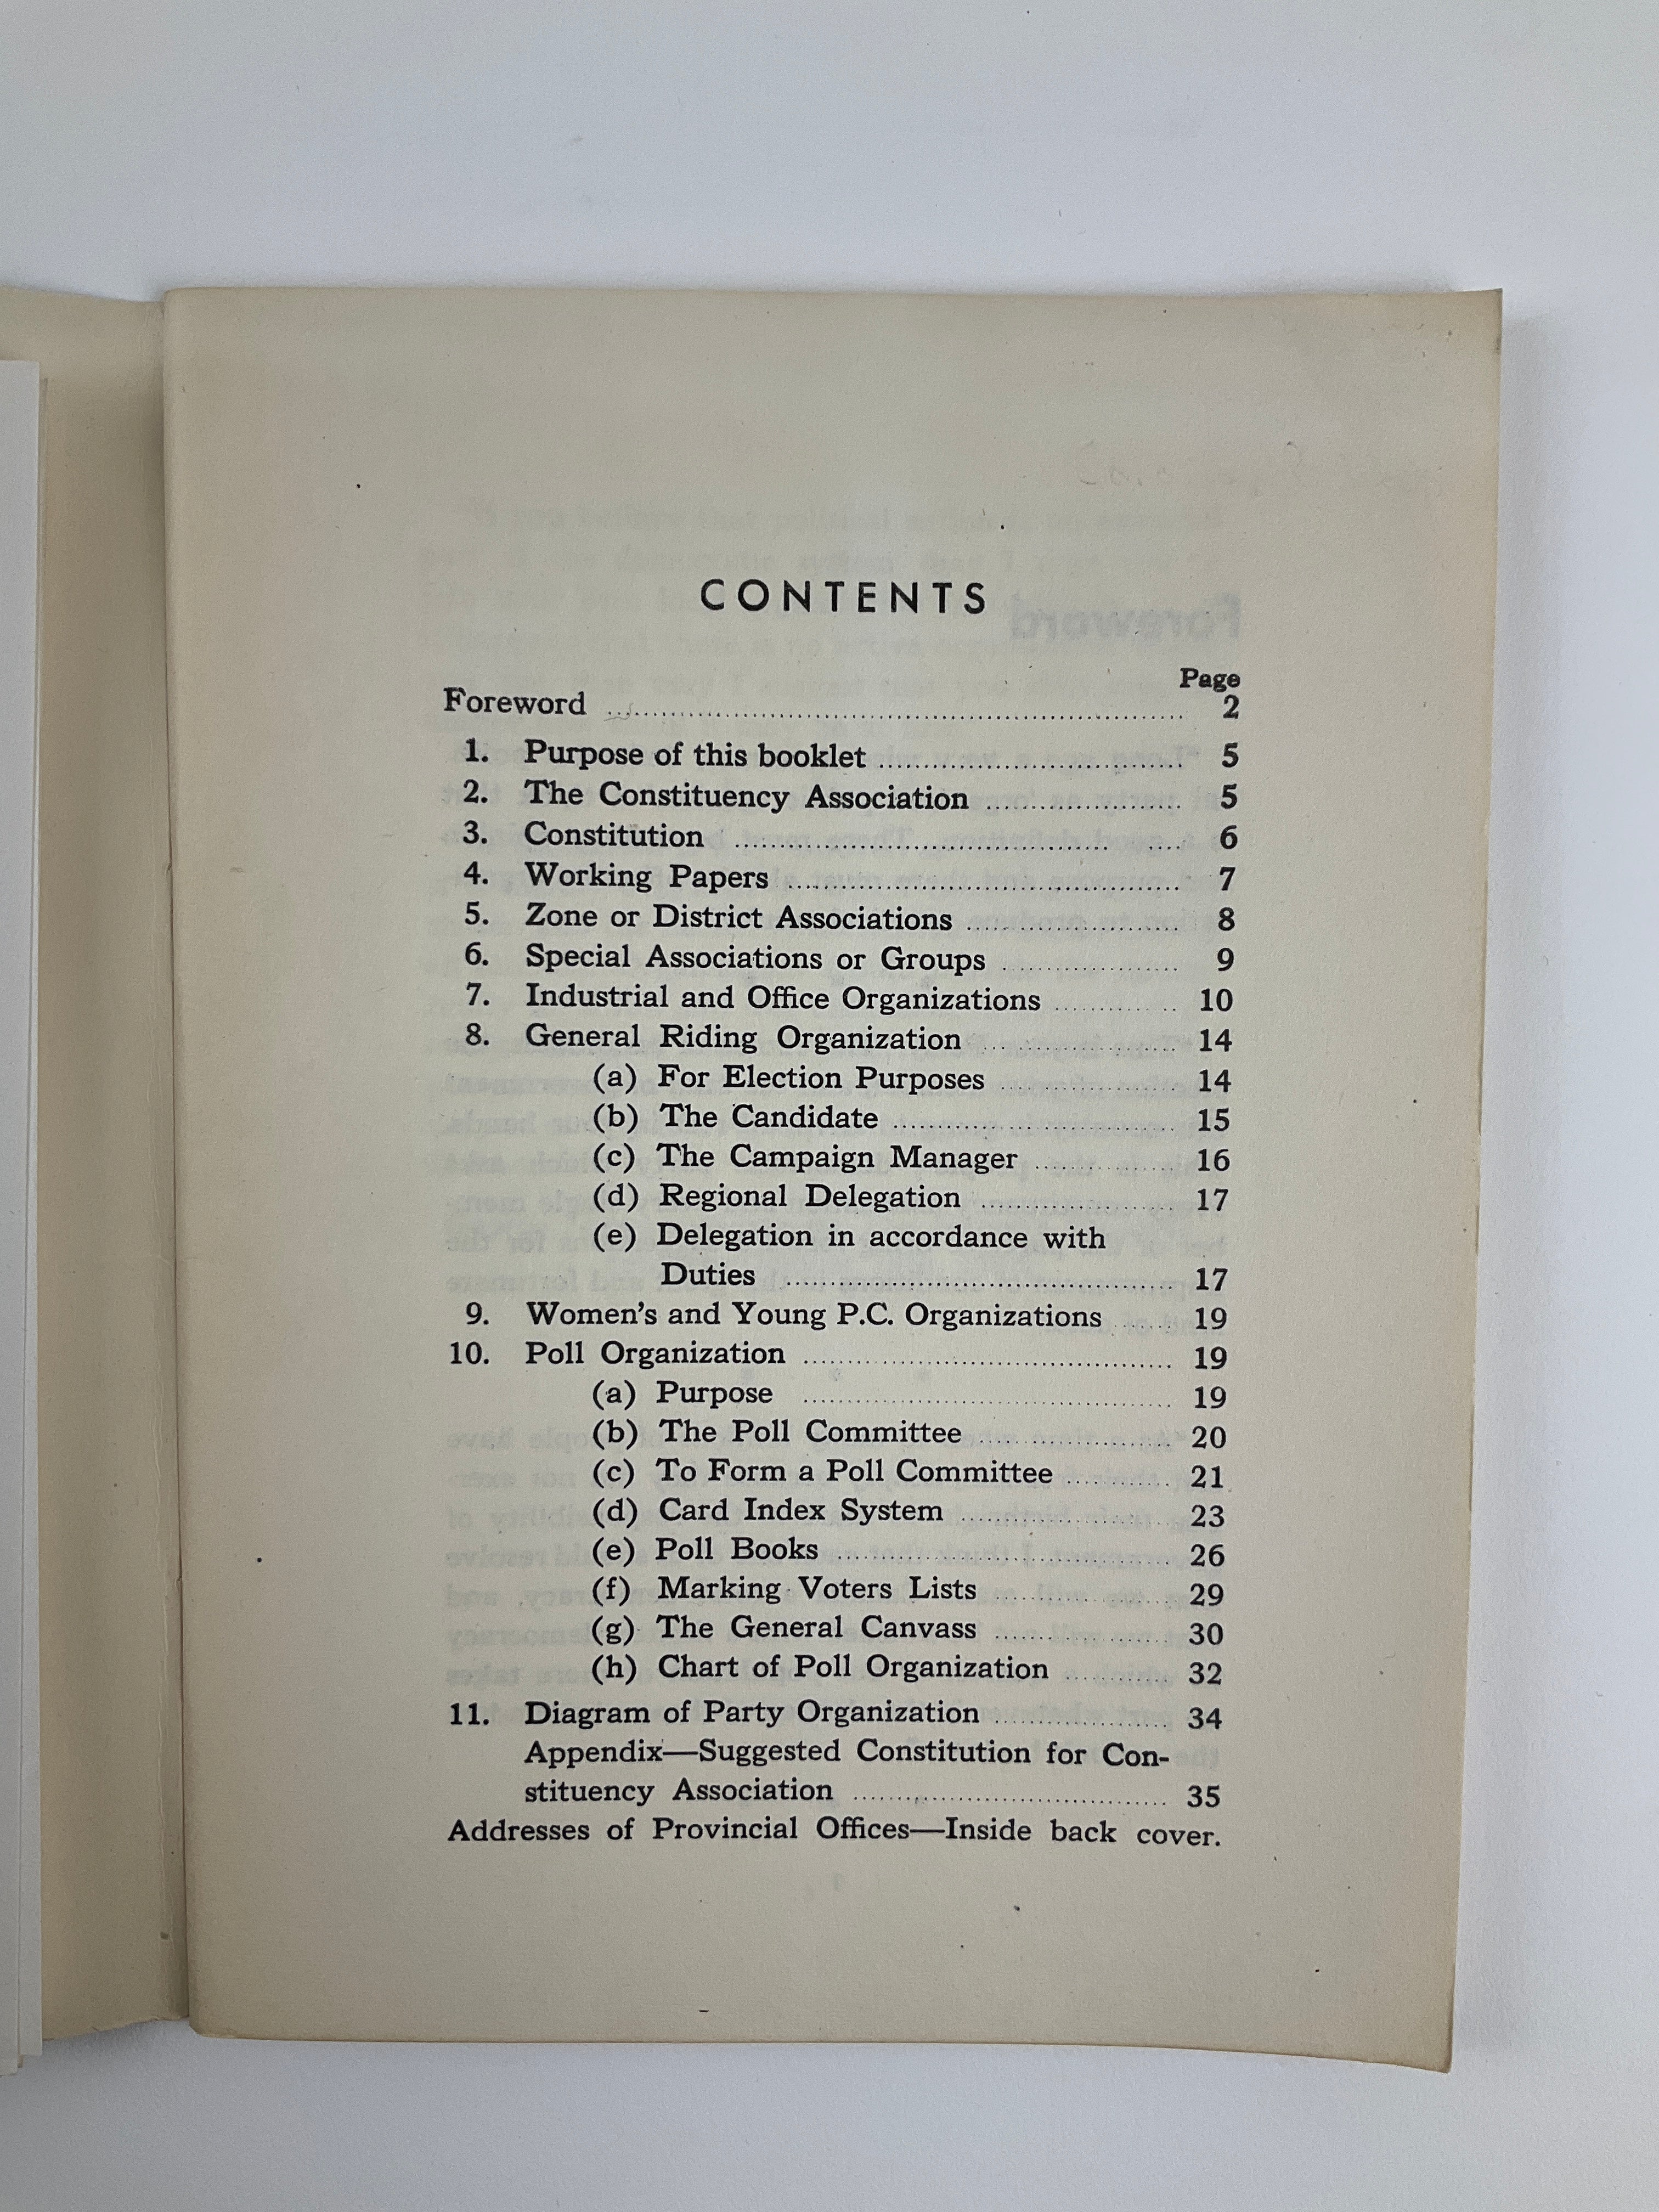 CONTENTS
Page
Foreword 2
1. Purpose of this booklet 5
2. The Constituency Association 5
3. Constitution 6
4. Working Papers 7
5. Zone or District Associations 8
6. Special Associations or Groups 9
7. Industrial and Office Organizations 10
8. General Riding Organization 14
(a) For Election Purposes 14
(b) The Candidate 15
(c) The Campaign Manager 16
(d) Regional Delegation 17
(e) Delegation in accordance with
Duties 17
9. Women's and Young P.C. Organizations 19
10. Poll Organization 19
(a) Purpose 19
(b) The Poll Committee 20
(c) To Form a Poll Committee 21
(d) Card Index System 23
(e) Poll Books 26
(f) Marking Voters Lists 29
(g) The General Canvass 30
(h) Chart of Poll Organization 32
11. Diagram of Party Organization 34
Appendix—Suggested Constitution for Con-
stituency Association 35
Addresses of Provincial Offices—Inside back cover.